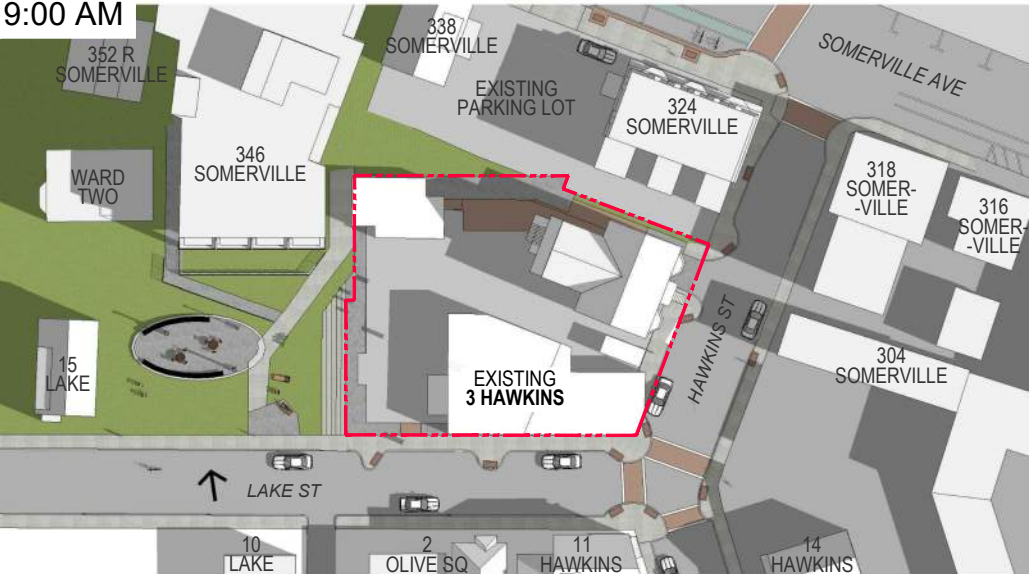 9:00 AM
352 R
SOMERVILLE
338
SOMERVILLE
SOMERVILLE AVE
EXISTING
PARKING LOT
324
SOMERVILLE
346
SOMERVILLE
WARD
TWO
318
SOMER-
-VILLE
316
SOMER-
-VILLE
HAWKINS ST
15
LAKE
304
SOMERVILLE
EXISTING
3 HAWKINS
LAKE ST
10
LAKE
2
OLIVE SQ
11
HAWKINS
14
HAWKINS